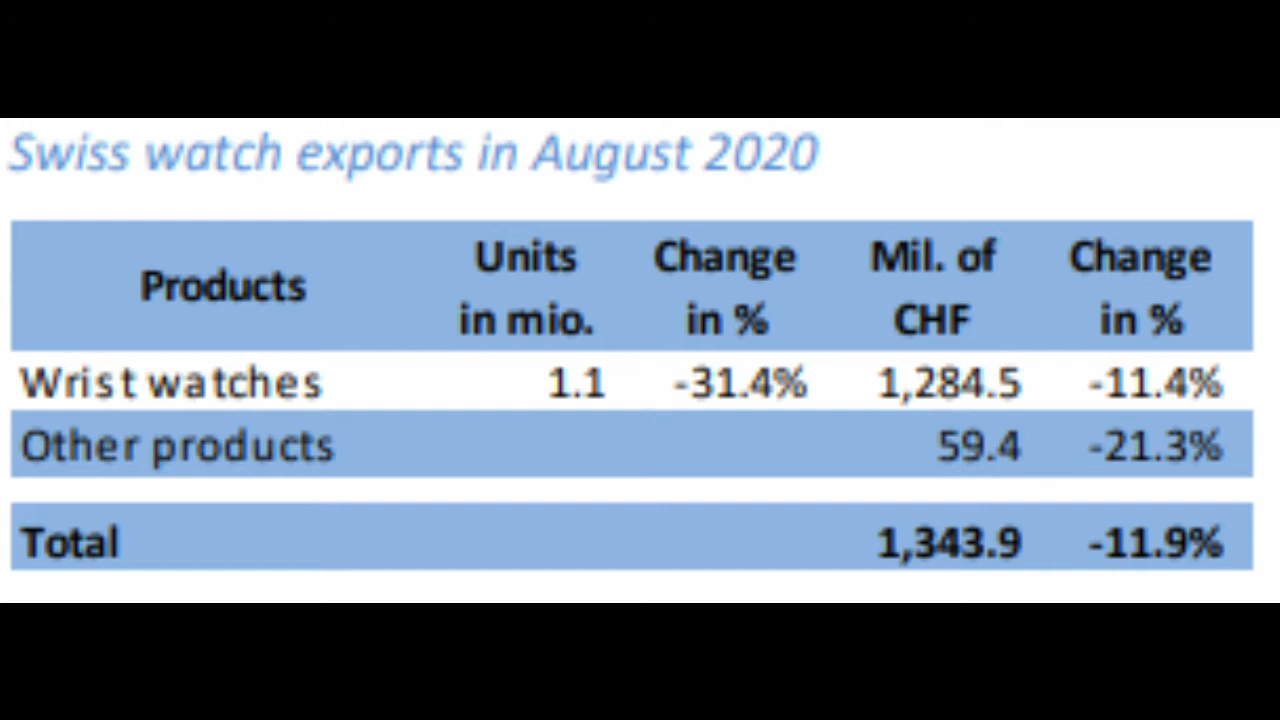 Swiss watch exports in August 2020
Products Units in mio. Change in % Mil. of CHF Change in %
Wrist watches 1.1 -31.4% 1,284.5 -11.4%
Other products 59.4 -21.3%
Total 1,343.9 -11.9%